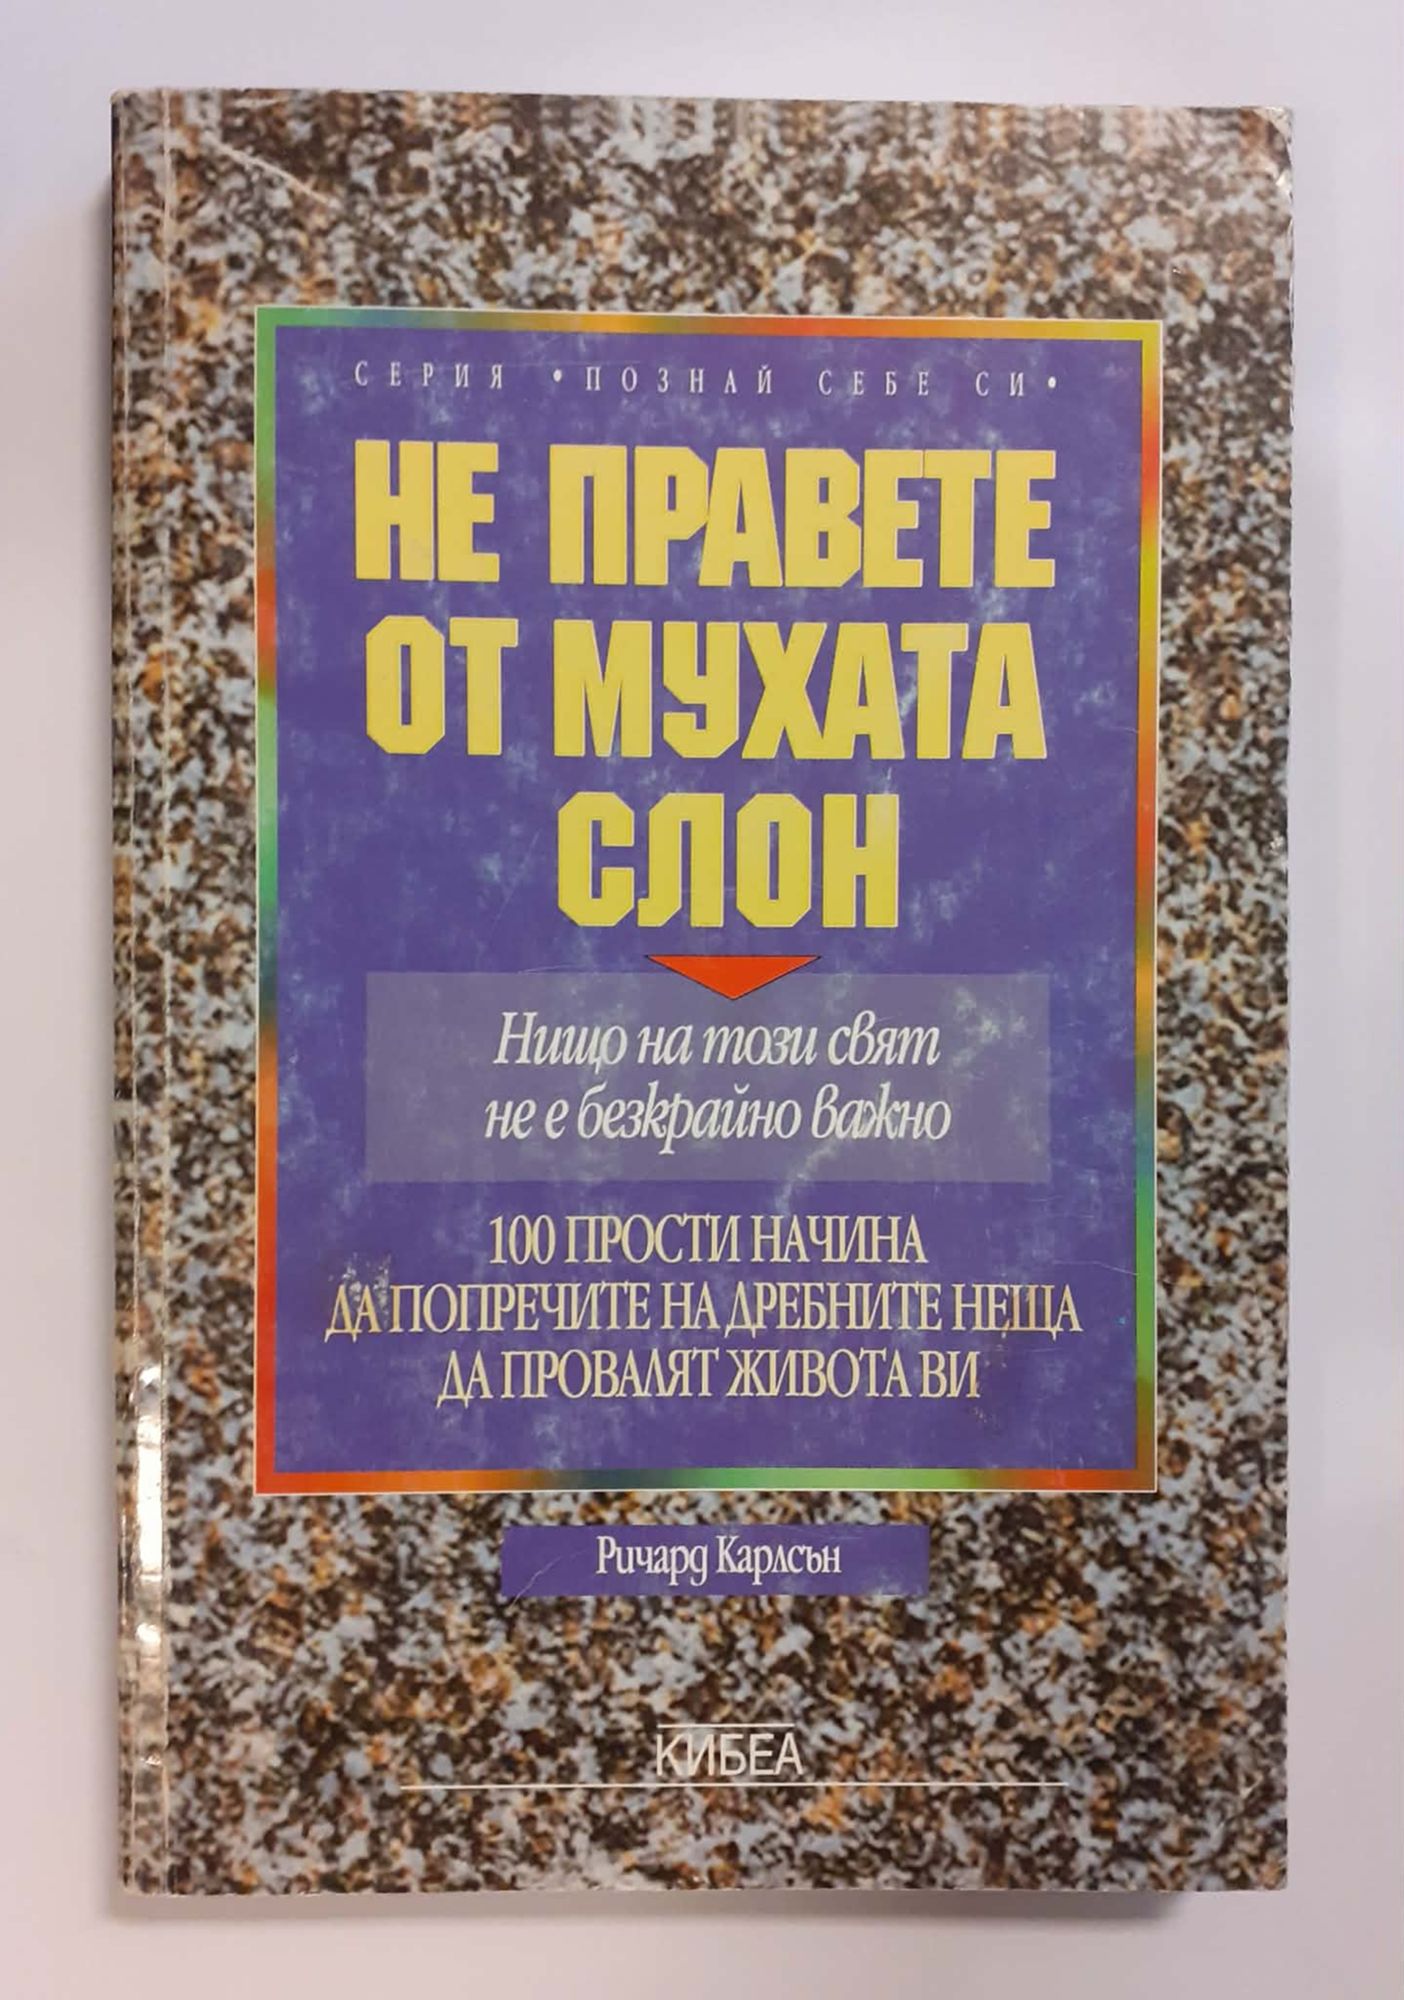 СЕРИЯ •ПОЗНАЙ СЕБЕ СИ•
НЕ ПРАВЕТЕ
ОТ МУХАТА
СЛОН
Нищо на този свят
не е безкрайно важно
100 ПРОСТИ НАЧИНА
ДА ПОПРЕЧИТЕ НА ДРЕБНИТЕ НЕЩА
ДА ПРОВАЛЯТ ЖИВОТА ВИ
Ричард Карлсън
КИБЕА